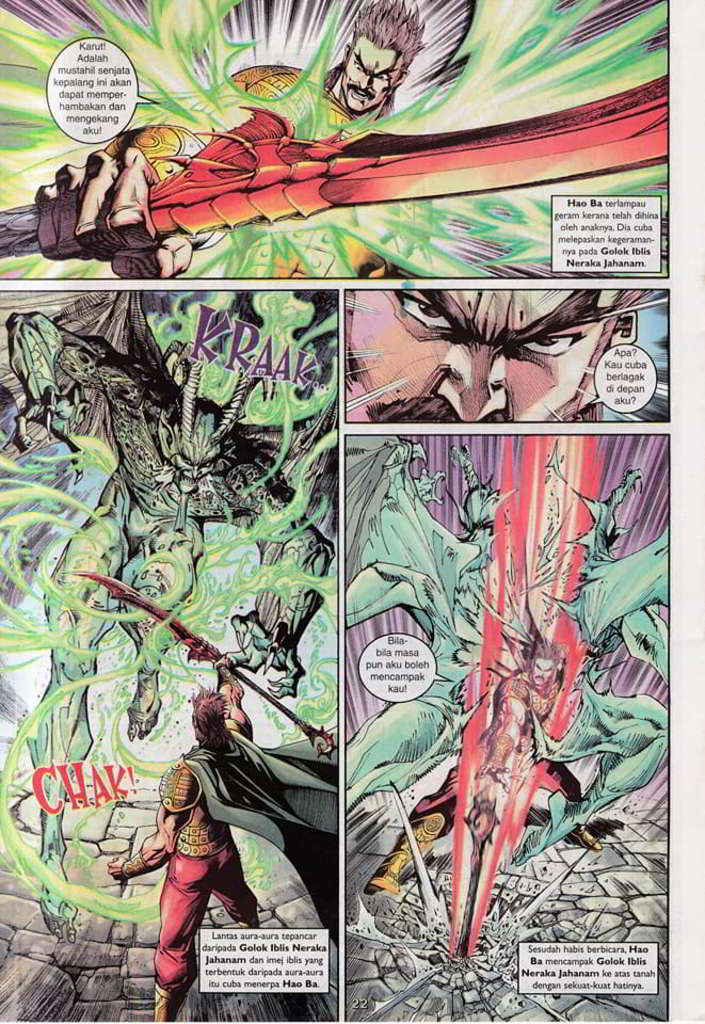 Karut!
Adalah
mustahil senjata
kepalang ini akan
dapat memper-
hambakan dan
mengekang
aku!
Hao Ba terlampau
geram kerana telah dihina
oleh anaknya. Dia cuba
melepaskan kegeraman-
nya pada Golok Iblis
Neraka Jahanam.
KRAAK...
Apa?
Kau cuba
berlagak
di depan
aku?
CHAK!
Lantas aura-aura tepancar
daripada Golok Iblis Neraka
Jahanam dan imej iblis yang
terbentuk daripada aura-aura
itu cuba menerpa Hao Ba.
Bila-
bila masa
pun aku boleh
mencampak
kau!
Sesudah habis berbicara, Hao
Ba mencampak Golok Iblis
Neraka Jahanam ke atas tanah
dengan sekuat-kuat hatinya.
22